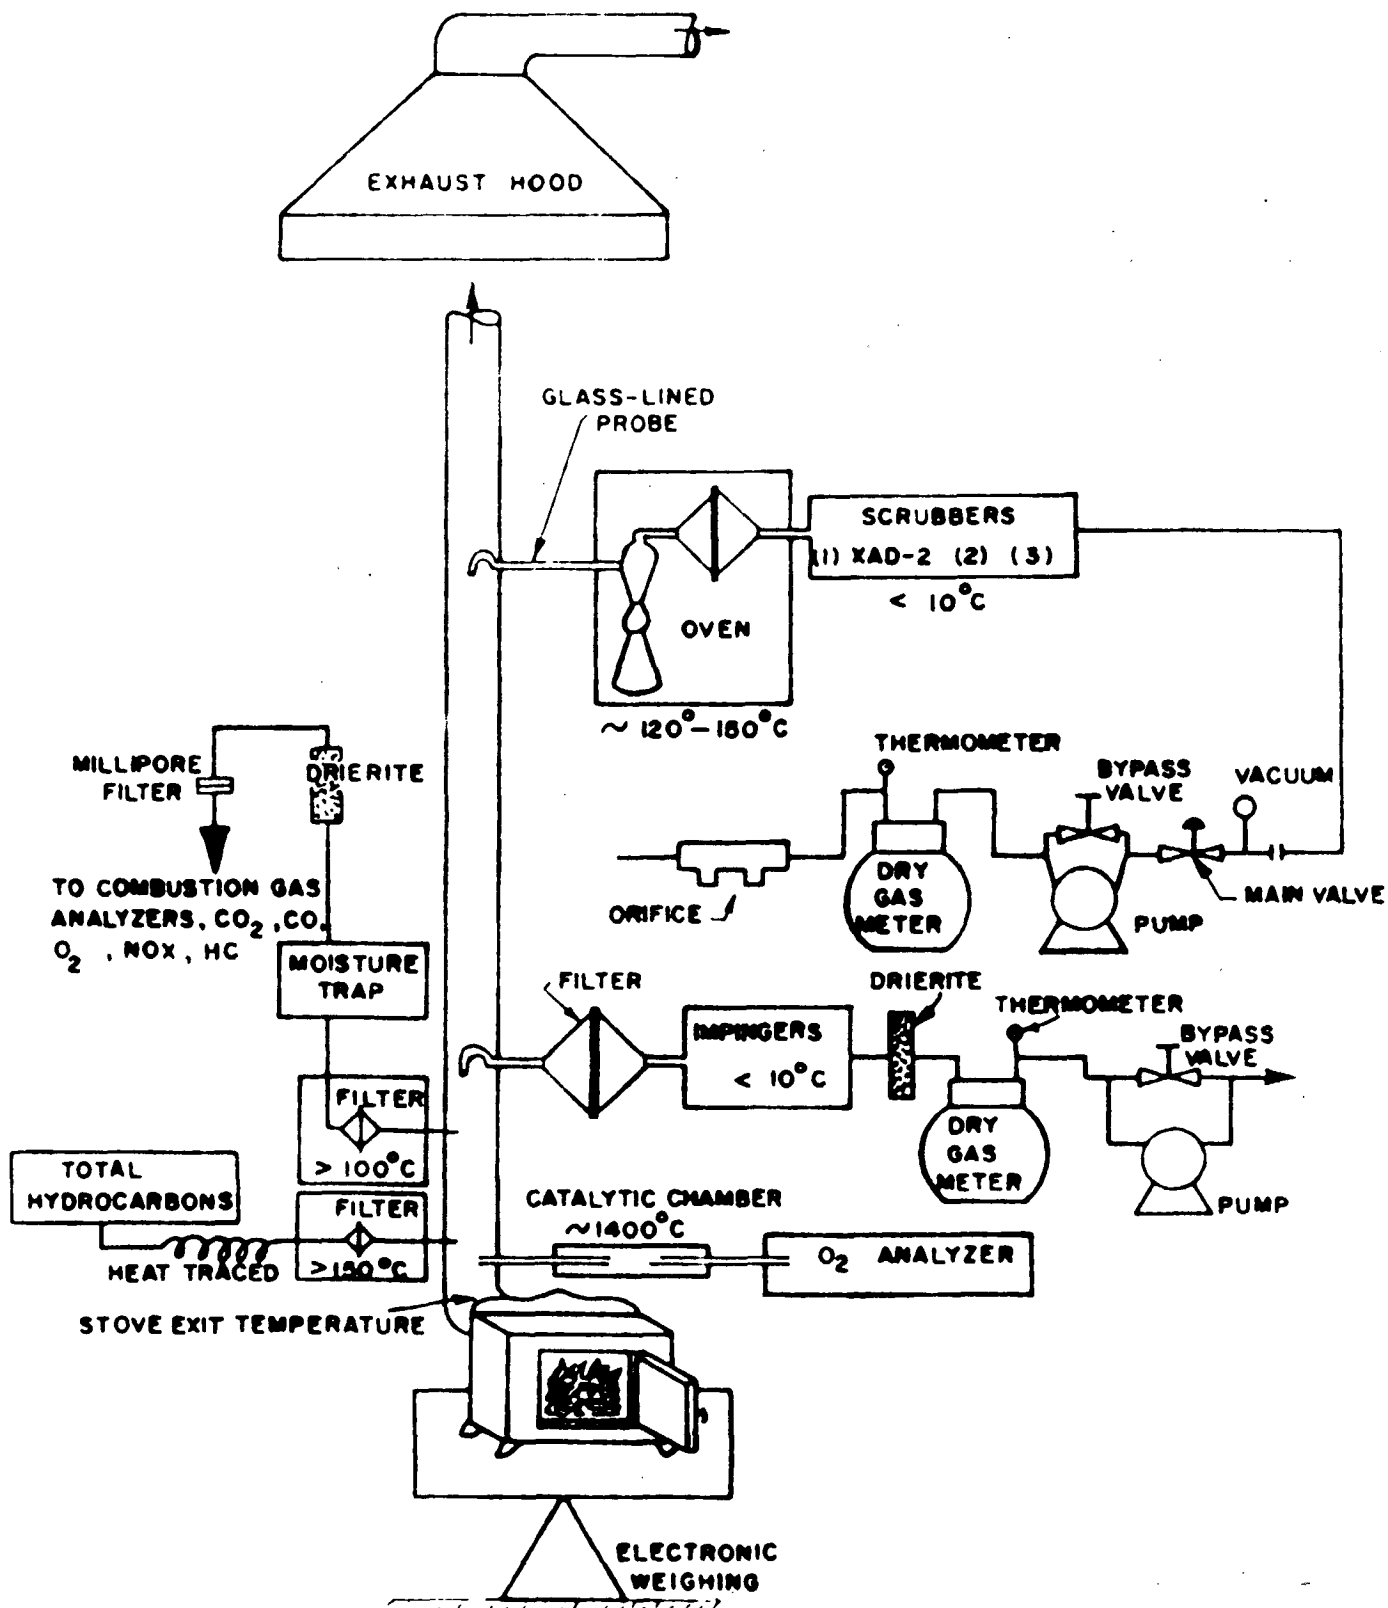 EXHAUST HOOD
GLASS-LINED
PROBE
SCRUBBERS
(1) XAD-2 (2) (3)
< 10°C
OVEN
~ 120°-150°C
MILLIPORE
FILTER
DRIERITE
TO COMBUSTION GAS
ANALYZERS, CO2, CO,
O2 , NOX, HC
MOISTURE
TRAP
THERMOMETER
BYPASS
VALVE
VACUUM
MAIN VALVE
DRY
GAS
METER
ORIFICE
PUMP
FILTER
IMPINGERS
< 10°C
DRIERITE
THERMOMETER
BYPASS
VALVE
DRY
GAS
METER
PUMP
FILTER
> 100°C
TOTAL
HYDROCARBONS
FILTER
>150°C
HEAT TRACED
CATALYTIC CHAMBER
~1400°C
O2 ANALYZER
STOVE EXIT TEMPERATURE
ELECTRONIC
WEIGHING